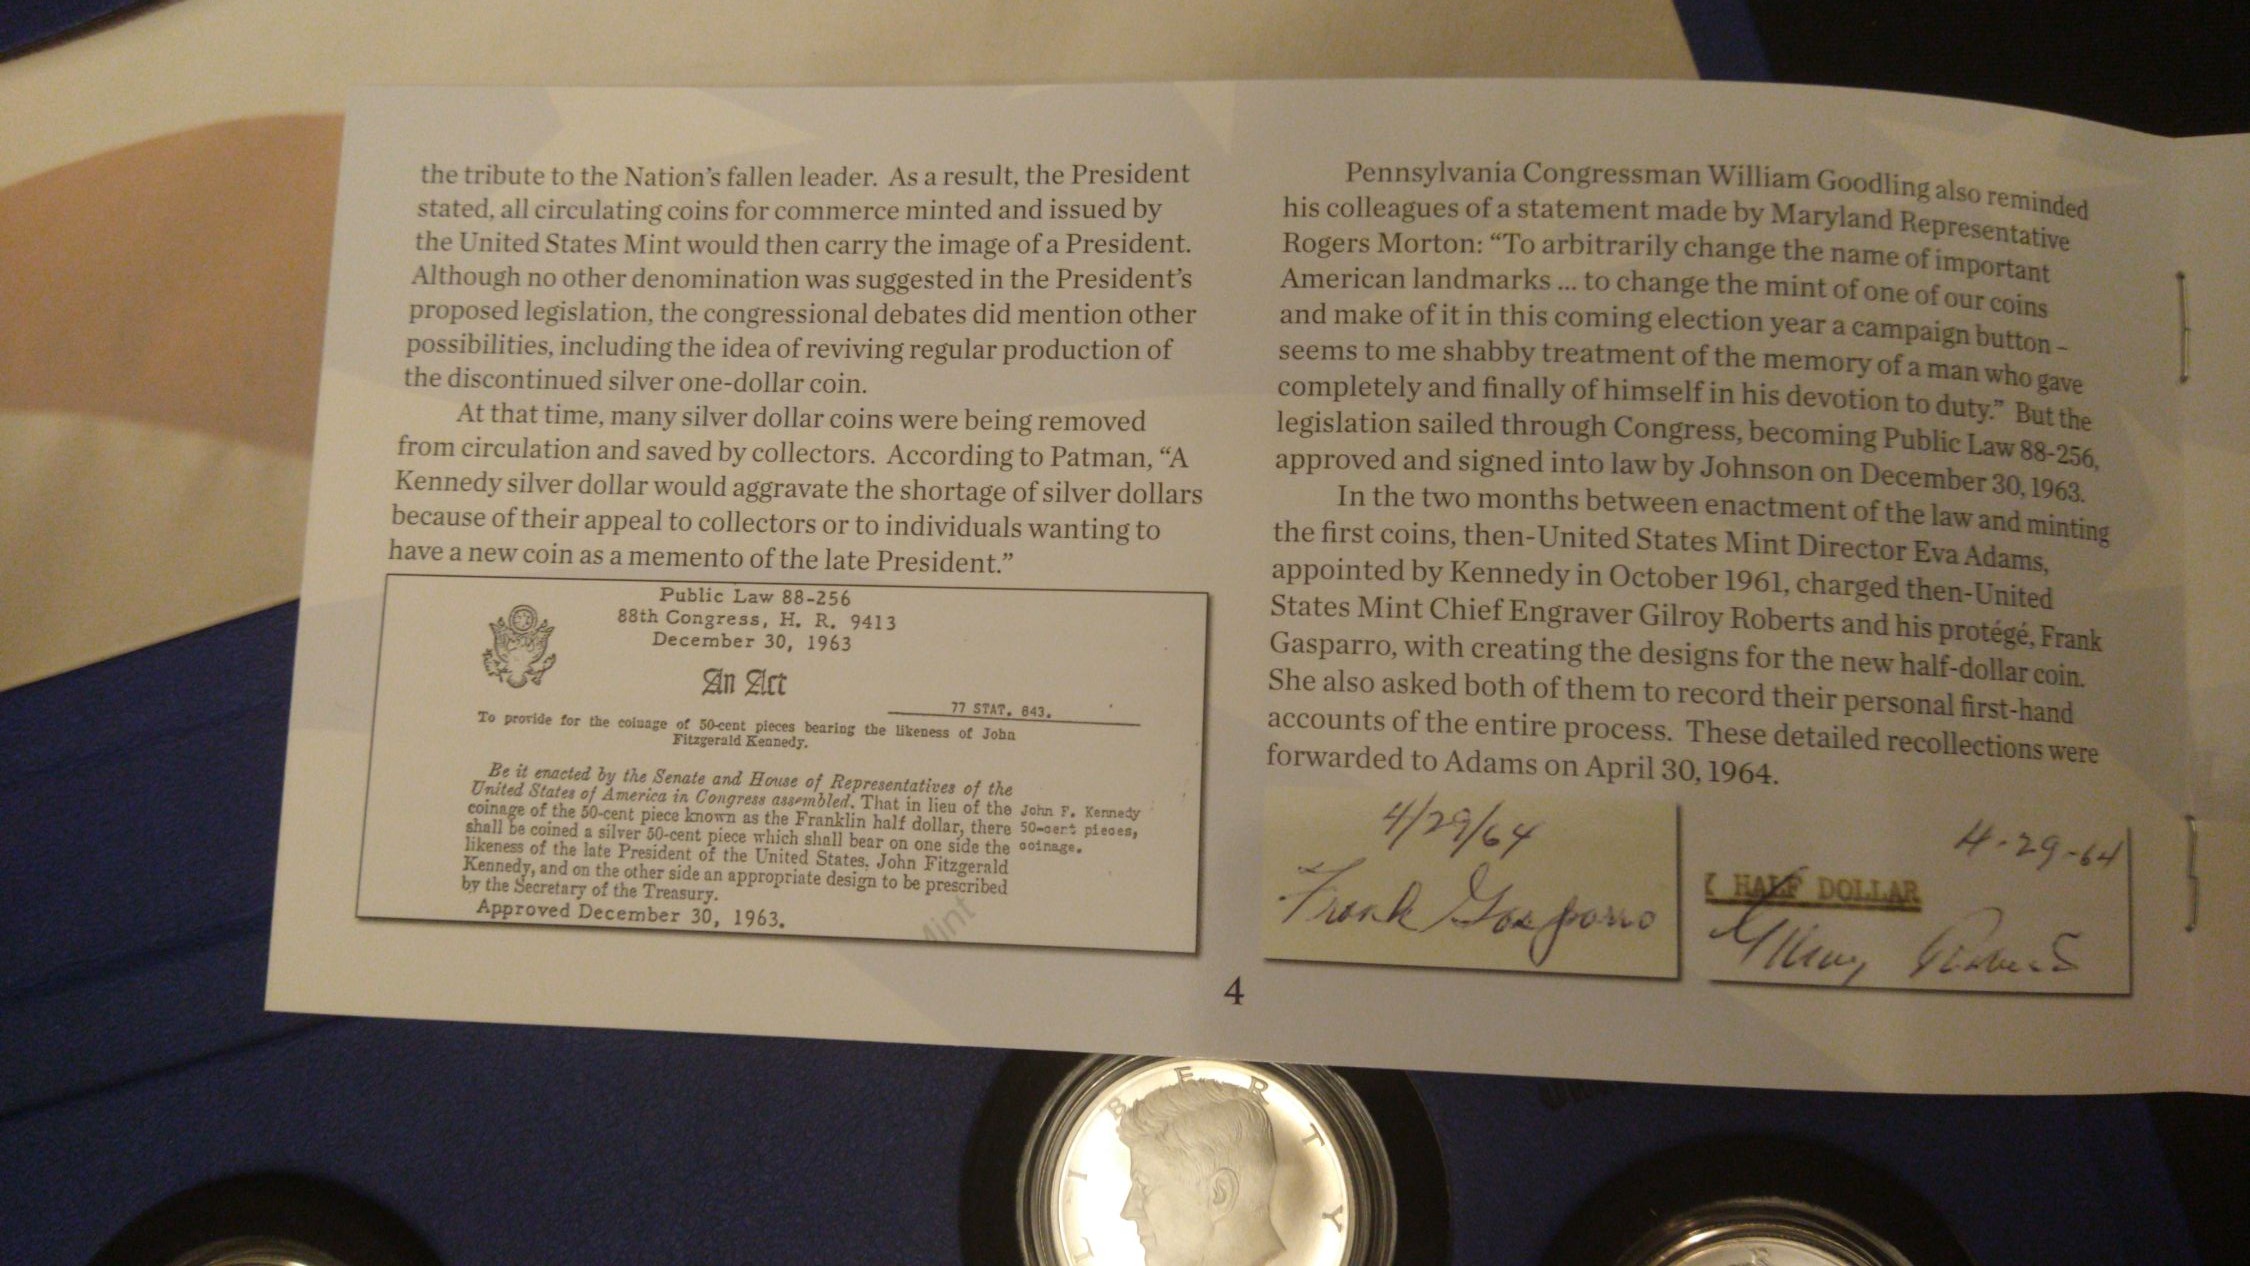 the tribute to the Nation's fallen leader. As a result, the President
stated, all circulating coins for commerce minted and issued by
the United States Mint would then carry the image of a President.
Although no other denomination was suggested in the President's
proposed legislation, the congressional debates did mention other
possibilities, including the idea of reviving regular production of
the discontinued silver one-dollar coin.
At that time, many silver dollar coins were being removed
from circulation and saved by collectors. According to Patman, “A
Kennedy silver dollar would aggravate the shortage of silver dollars
because of their appeal to collectors or to individuals wanting to
have a new coin as a memento of the late President.”
Public Law 88-256
88th Congress, H. R. 9413
December 30, 1963
An Act
77 STAT. 843.
To provide for the coinage of 50-cent pieces bearing the likeness of John
Fitzgerald Kennedy.
Be it enacted by the Senate and House of Representatives of the
United States of America in Congress assembled, That in lieu of the
coinage of the 50-cent piece known as the Franklin half dollar, there
shall be coined a silver 50-cent piece which shall bear on one side the
likeness of the late President of the United States, John Fitzgerald
Kennedy, and on the other side an appropriate design to be prescribed
by the Secretary of the Treasury.
John F. Kennedy
50-cent pieces,
coinage.
Approved December 30, 1963.
Mint
Pennsylvania Congressman William Goodling also reminded
his colleagues of a statement made by Maryland Representative
Rogers Morton: “To arbitrarily change the name of important
American landmarks ... to change the mint of one of our coins
and make of it in this coming election year a campaign button –
seems to me shabby treatment of the memory of a man who gave
completely and finally of himself in his devotion to duty.” But the
legislation sailed through Congress, becoming Public Law 88-256,
approved and signed into law by Johnson on December 30, 1963.
In the two months between enactment of the law and minting
the first coins, then-United States Mint Director Eva Adams,
appointed by Kennedy in October 1961, charged then-United
States Mint Chief Engraver Gilroy Roberts and his protégé, Frank
Gasparro, with creating the designs for the new half-dollar coin.
She also asked both of them to record their personal first-hand
accounts of the entire process. These detailed recollections were
forwarded to Adams on April 30, 1964.
4/29/64
Frank Gasparro
4-29-64
HALF DOLLAR
Gilroy Roberts
4
LIBERTY